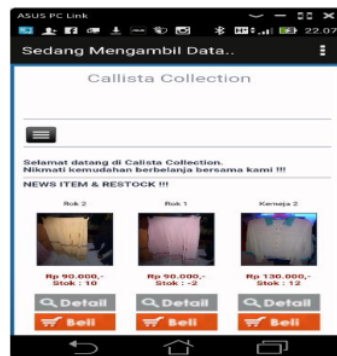 ASUS PC Link
22.07
Sedang Mengambil Data..
Callista Collection
Selamat datang di Calista Collection.
Nikmati kemudahan berbelanja bersama kami !!!
NEWS ITEM & RESTOCK !!!
Rok 2 Rok 1 Kemeja 2
Rp 90.000,- Rp 90.000,- Rp 130.000,-
Stok : 10 Stok : -2 Stok : 12
Detail Detail Detail
Beli Beli Beli